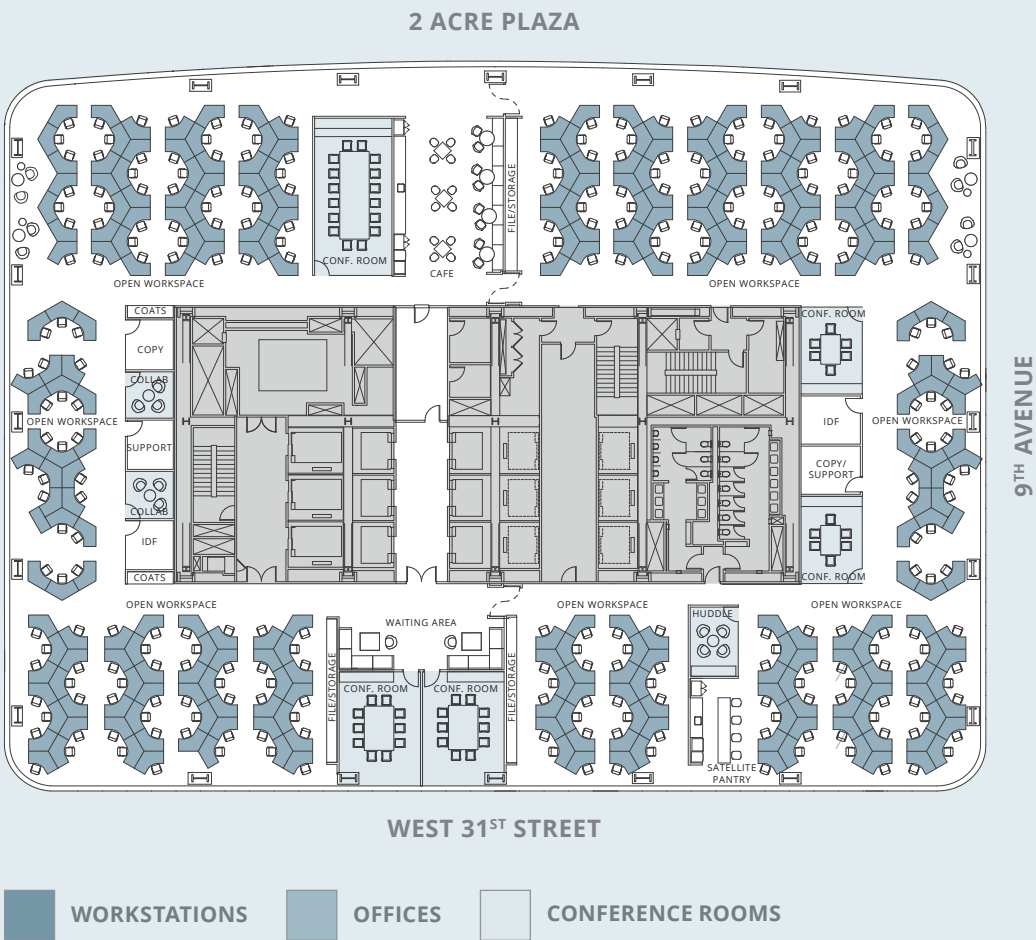 2 ACRE PLAZA
FILE/STORAGE
CONF. ROOM
CAFE
OPEN WORKSPACE
OPEN WORKSPACE
COATS
CONF. ROOM
COPY
COLLAB
OPEN WORKSPACE
IDF
OPEN WORKSPACE
9TH AVENUE
SUPPORT
COPY/
SUPPORT
COLLAB
IDF
COATS
CONF. ROOM
OPEN WORKSPACE
OPEN WORKSPACE
OPEN WORKSPACE
HUDDLE
WAITING AREA
FILE/STORAGE
FILE/STORAGE
CONF. ROOM
CONF. ROOM
SATELLITE
PANTRY
WEST 31ST STREET
WORKSTATIONS
OFFICES
CONFERENCE ROOMS